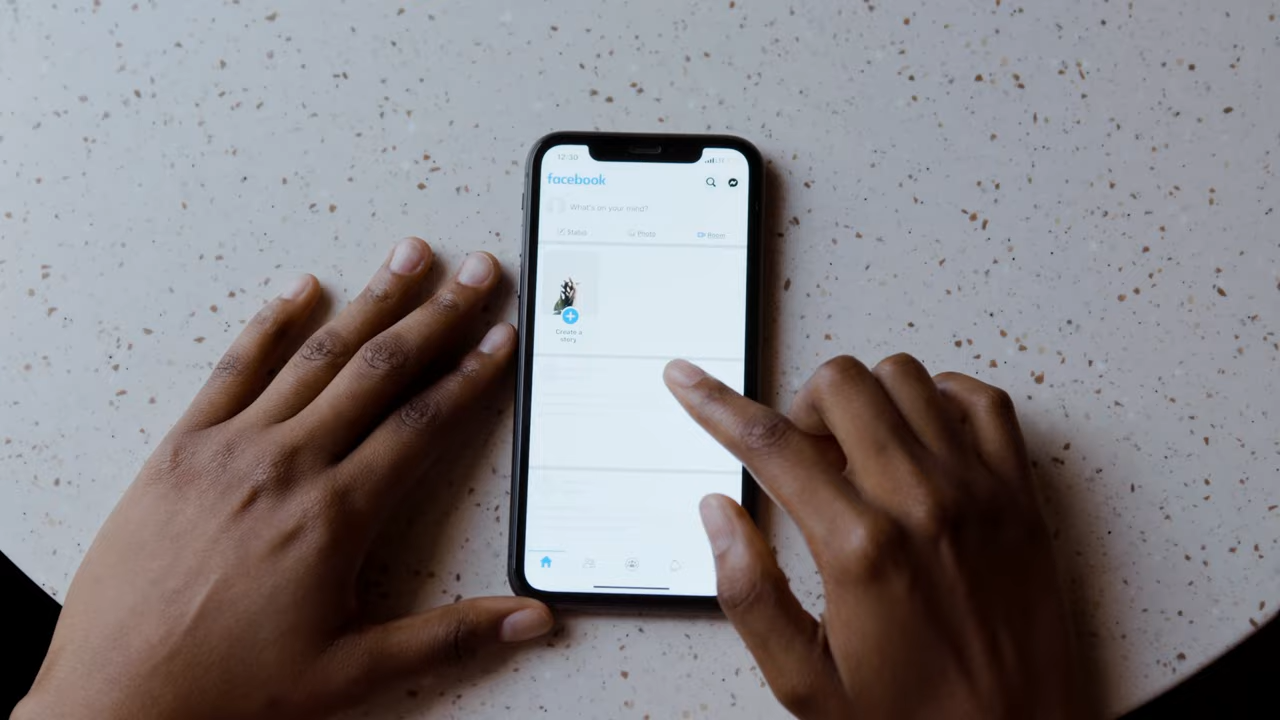 12:30
facebook
What's on your mind?
Status Photo Room
Create a
story